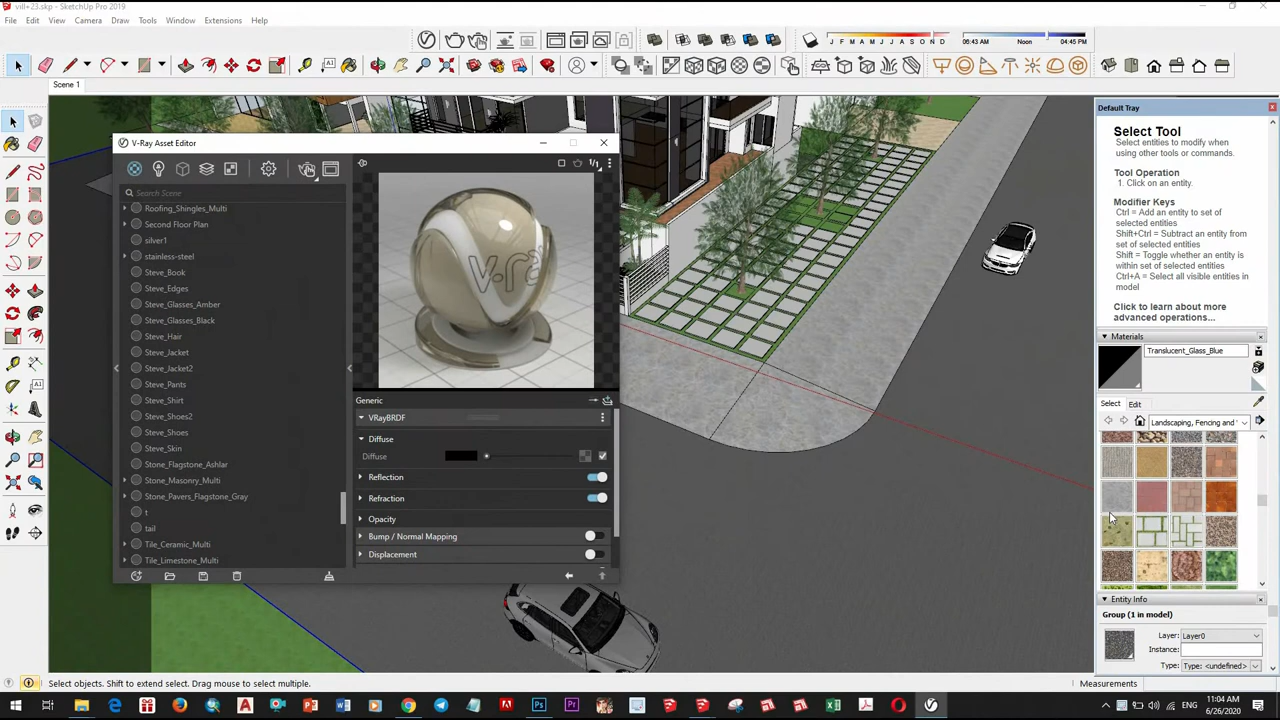 vill+23.skp - SketchUp Pro 2019
File Edit View Camera Draw Tools Window Extensions Help
J F M A M J J A S O N D
06:43 AM Noon 04:45 PM
Scene 1
Default Tray
V-Ray Asset Editor
Search Scene
Roofing_Shingles_Multi
Second Floor Plan
silver1
stainless-steel
Steve_Book
Steve_Edges
Steve_Glasses_Amber
Steve_Glasses_Black
Steve_Hair
Steve_Jacket
Steve_Jacket2
Steve_Pants
Steve_Shirt
Steve_Shoes2
Steve_Shoes
Steve_Skin
Stone_Flagstone_Ashlar
Stone_Masonry_Multi
Stone_Pavers_Flagstone_Gray
t
tail
Tile_Ceramic_Multi
Tile_Limestone_Multi
Generic
VRayBRDF
Diffuse
Diffuse
Reflection
Refraction
Opacity
Bump / Normal Mapping
Displacement
Select Tool
Select entities to modify when
using other tools or commands.
Tool Operation
1. Click on an entity.
Modifier Keys
Ctrl = Add an entity to set of
selected entities
Shift+Ctrl = Subtract an entity from
set of selected entities
Shift = Toggle whether an entity is
within set of selected entities
Ctrl+A = Select all visible entities in
model
Click to learn about more
advanced operations...
Materials
Translucent_Glass_Blue
Select Edit
Landscaping, Fencing and
Entity Info
Group (1 in model)
Layer: Layer0
Instance:
Type: Type: <undefined>
Select objects. Shift to extend select. Drag mouse to select multiple.
Measurements
ENG
11:04 AM
6/26/2020